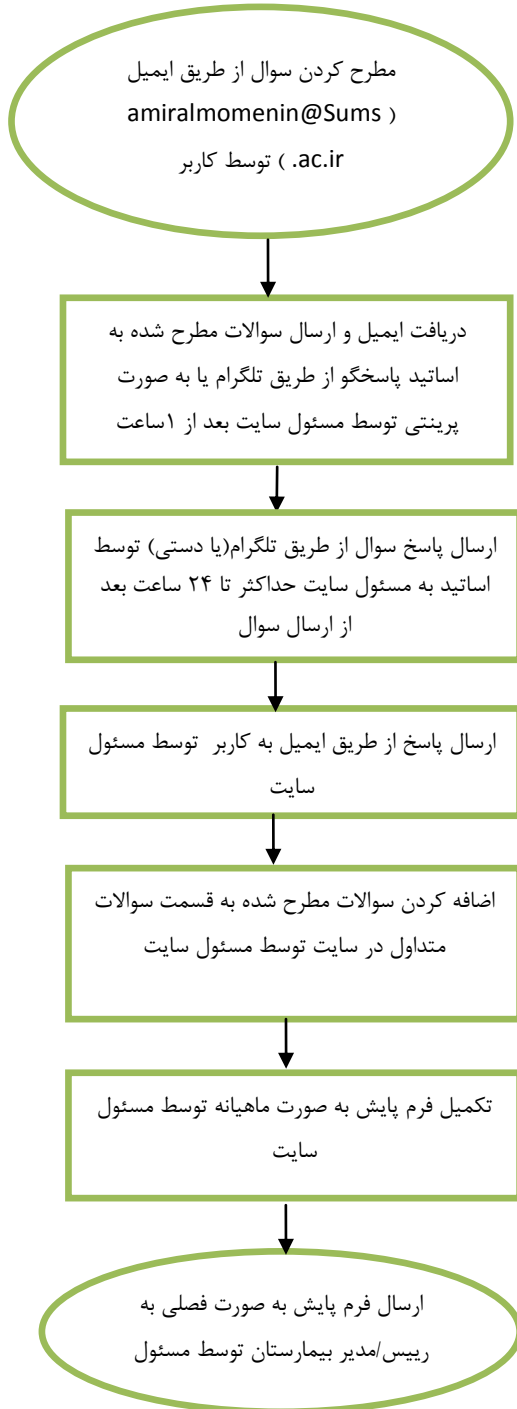 مطرح کردن سوال از طریق ایمیل
( amiralmomenin@Sums
.ac.ir ) توسط کاربر
دریافت ایمیل و ارسال سوالات مطرح شده به
اساتید پاسخگو از طریق تلگرام یا به صورت
پرینتی توسط مسئول سایت بعد از ۱ساعت
ارسال پاسخ سوال از طریق تلگرام(یا دستی) توسط
اساتید به مسئول سایت حداکثر تا ۲۴ ساعت بعد
از ارسال سوال
ارسال پاسخ از طریق ایمیل به کاربر توسط مسئول
سایت
اضافه کردن سوالات مطرح شده به قسمت سوالات
متداول در سایت توسط مسئول سایت
تکمیل فرم پایش به صورت ماهیانه توسط مسئول
سایت
ارسال فرم پایش به صورت فصلی به
رییس/مدیر بیمارستان توسط مسئول